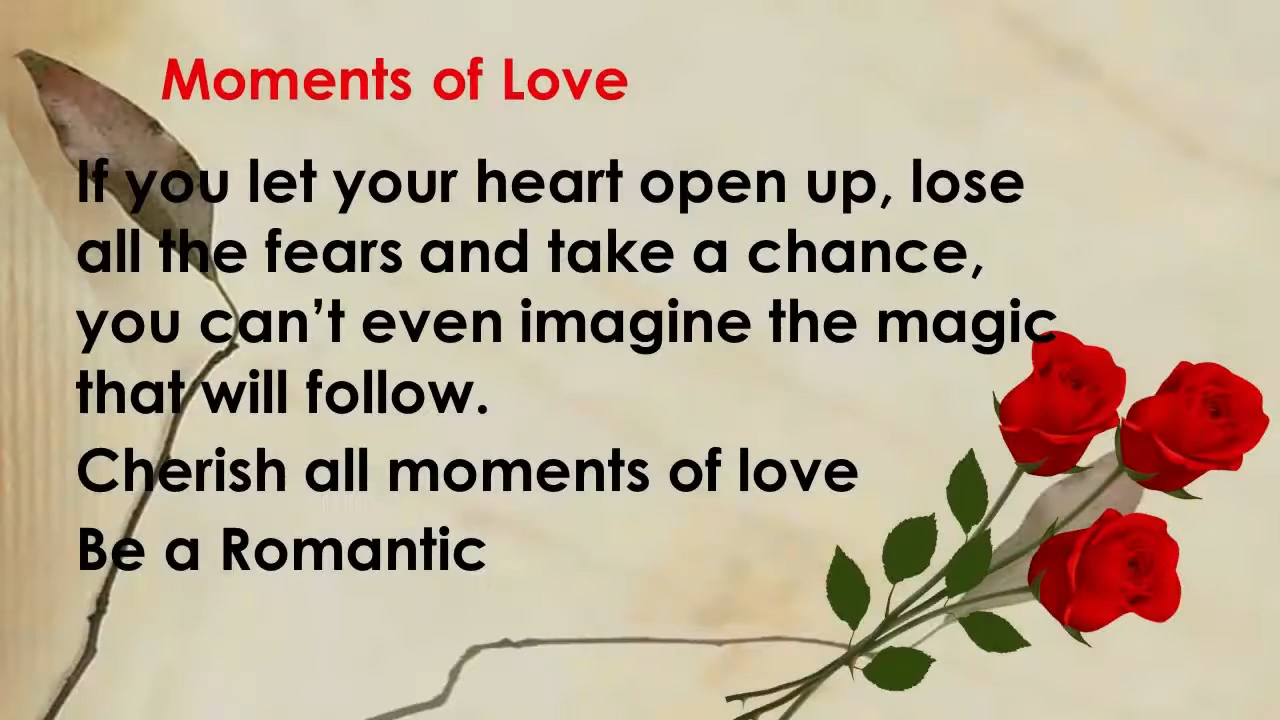 Moments of Love
If you let your heart open up, lose
all the fears and take a chance,
you can’t even imagine the magic
that will follow.
Cherish all moments of love
Be a Romantic